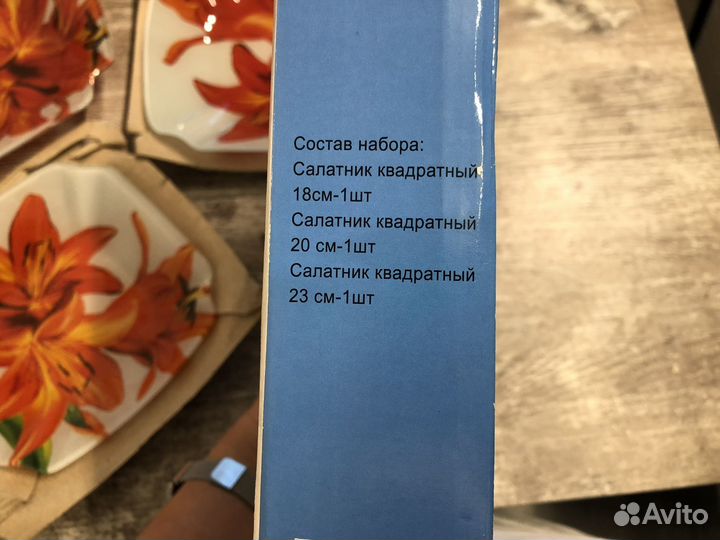 Состав набора:
Салатник квадратный
18см-1шт
Салатник квадратный
20 см-1шт
Салатник квадратный
23 см-1шт
Avito